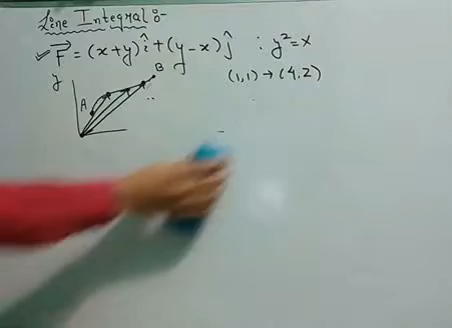 Line Integral :-
✓ F⃗ = (x+y) î + (y-x) ĵ : y² = x
(1,1) → (4,2)
y
B
A